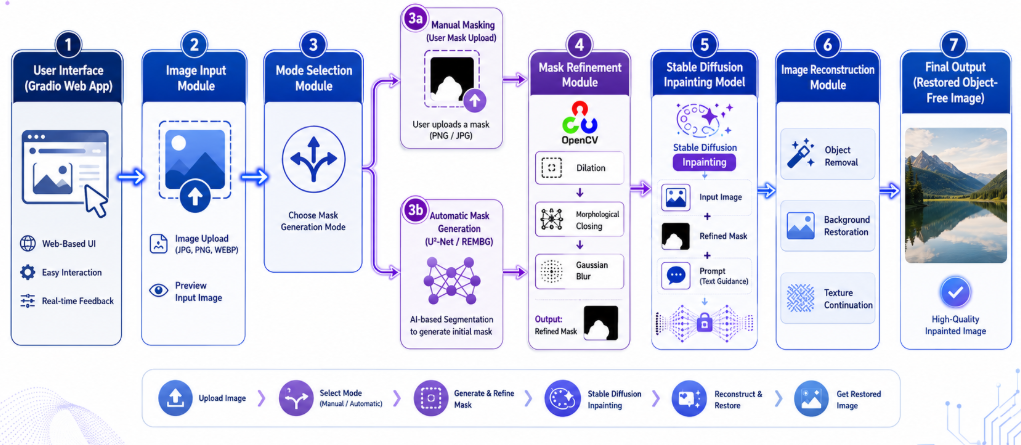 1
User Interface
(Gradio Web App)
Web-Based UI
Easy Interaction
Real-time Feedback
2
Image Input
Module
Image Upload
(JPG, PNG, WEBP)
Preview
Input Image
3
Mode Selection
Module
Choose Mask
Generation Mode
3a
Manual Masking
(User Mask Upload)
User uploads a mask
(PNG / JPG)
3b
Automatic Mask
Generation
(U²-Net / REMBG)
AI-based Segmentation
to generate initial mask
4
Mask Refinement
Module
OpenCV
Dilation
Morphological
Closing
Gaussian
Blur
Output:
Refined Mask
5
Stable Diffusion
Inpainting Model
Stable Diffusion
Inpainting
Input Image
+
Refined Mask
+
Prompt
(Text Guidance)
6
Image Reconstruction
Module
Object
Removal
Background
Restoration
Texture
Continuation
7
Final Output
(Restored Object-
Free Image)
High-Quality
Inpainted Image
Upload Image
Select Mode
(Manual / Automatic)
Generate & Refine
Mask
Stable Diffusion
Inpainting
Reconstruct &
Restore
Get Restored
Image